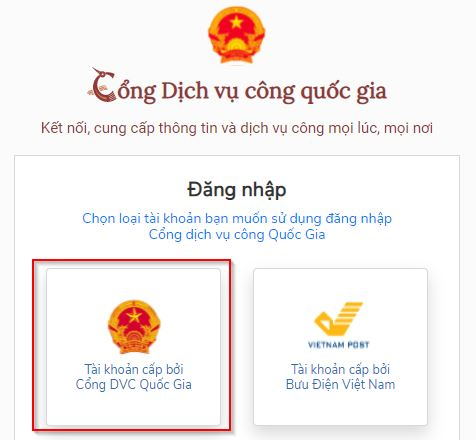 Cổng Dịch vụ công quốc gia
Kết nối, cung cấp thông tin và dịch vụ công mọi lúc, mọi nơi
Đăng nhập
Chọn loại tài khoản bạn muốn sử dụng đăng nhập
Cổng dịch vụ công Quốc Gia
Tài khoản cấp bởi
Cổng DVC Quốc Gia
VIETNAM POST
Tài khoản cấp bởi
Bưu Điện Việt Nam